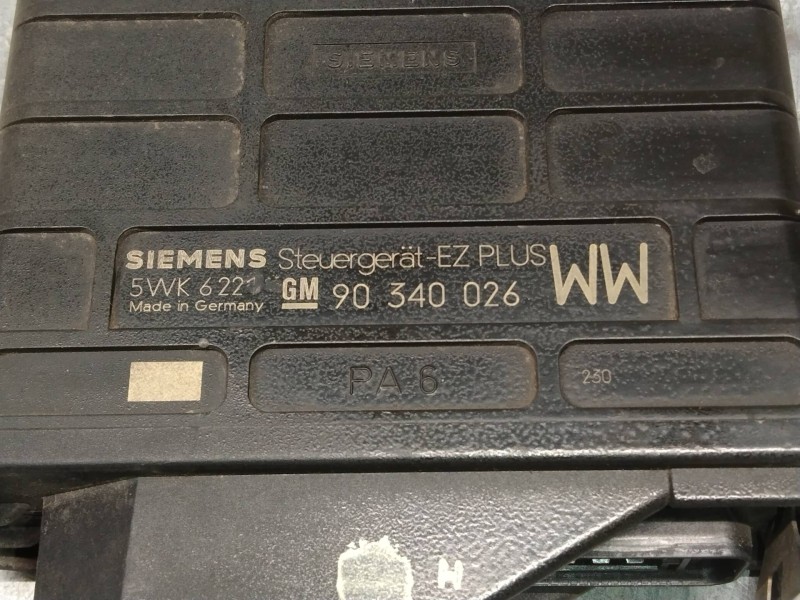 SIEMENS
SIEMENS Steuergerät-EZ PLUS WW
GM 90 340 026
Made in Germany
PA 6
230
H